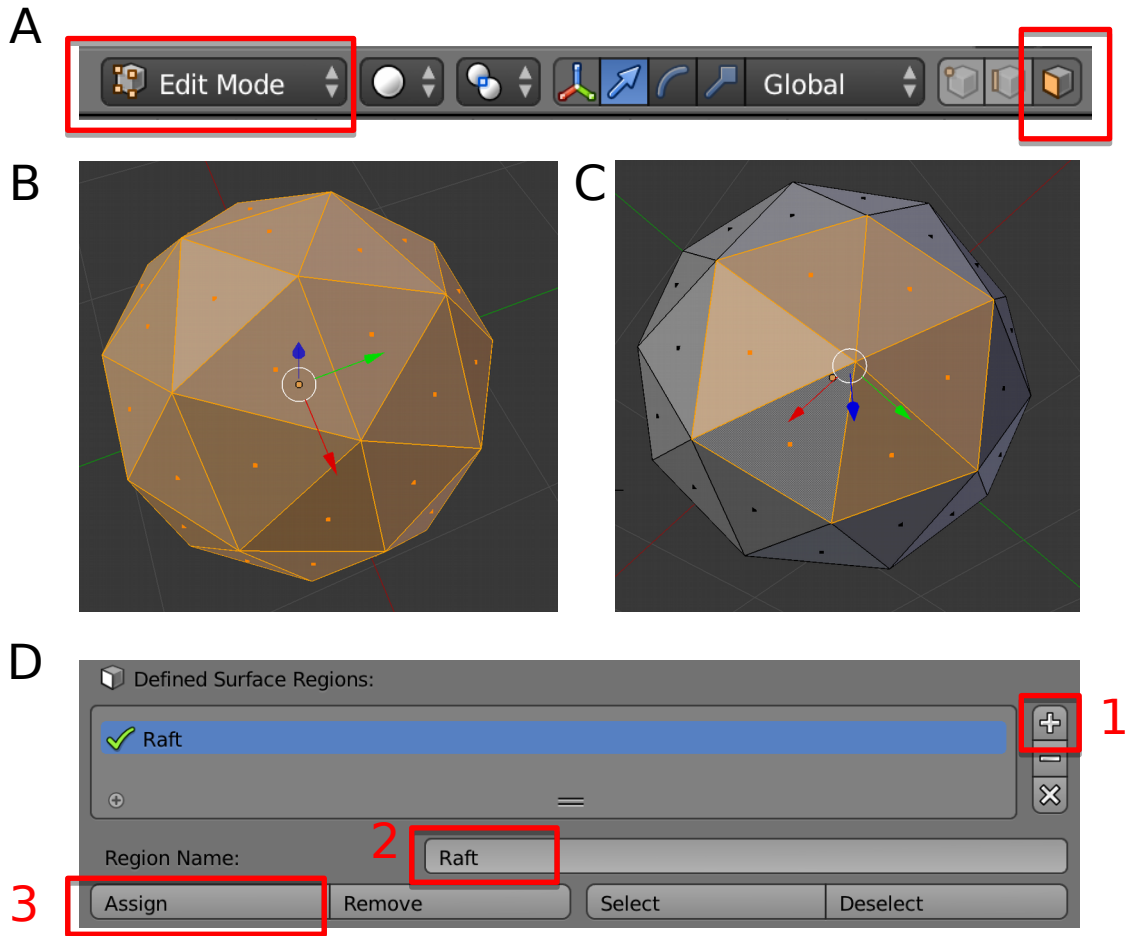 A
Edit Mode
Global
B
C
D
Defined Surface Regions:
Raft
1
2
Region Name:
Raft
3
Assign
Remove
Select
Deselect